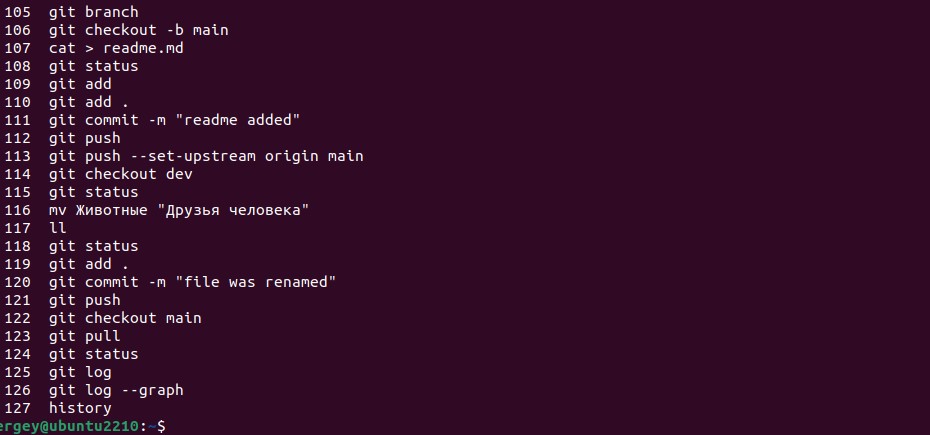 105 git branch
106 git checkout -b main
107 cat > readme.md
108 git status
109 git add
110 git add .
111 git commit -m "readme added"
112 git push
113 git push --set-upstream origin main
114 git checkout dev
115 git status
116 mv Животные "Друзья человека"
117 ll
118 git status
119 git add .
120 git commit -m "file was renamed"
121 git push
122 git checkout main
123 git pull
124 git status
125 git log
126 git log --graph
127 history
ergey@ubuntu2210:~$